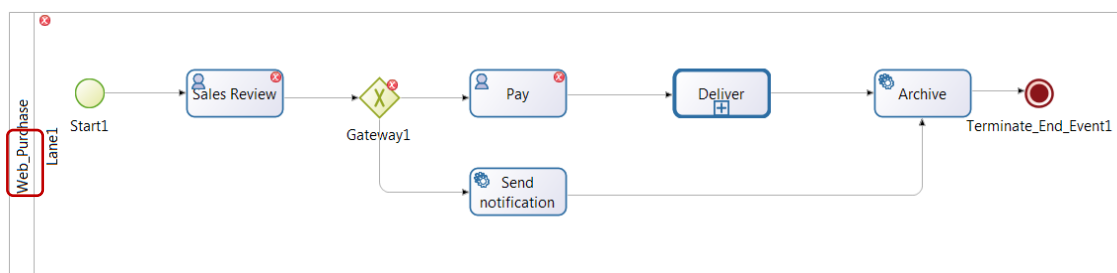 Web_Purchase
Lane1
Start1
Sales Review
Gateway1
Pay
Send
notification
Deliver
Archive
Terminate_End_Event1